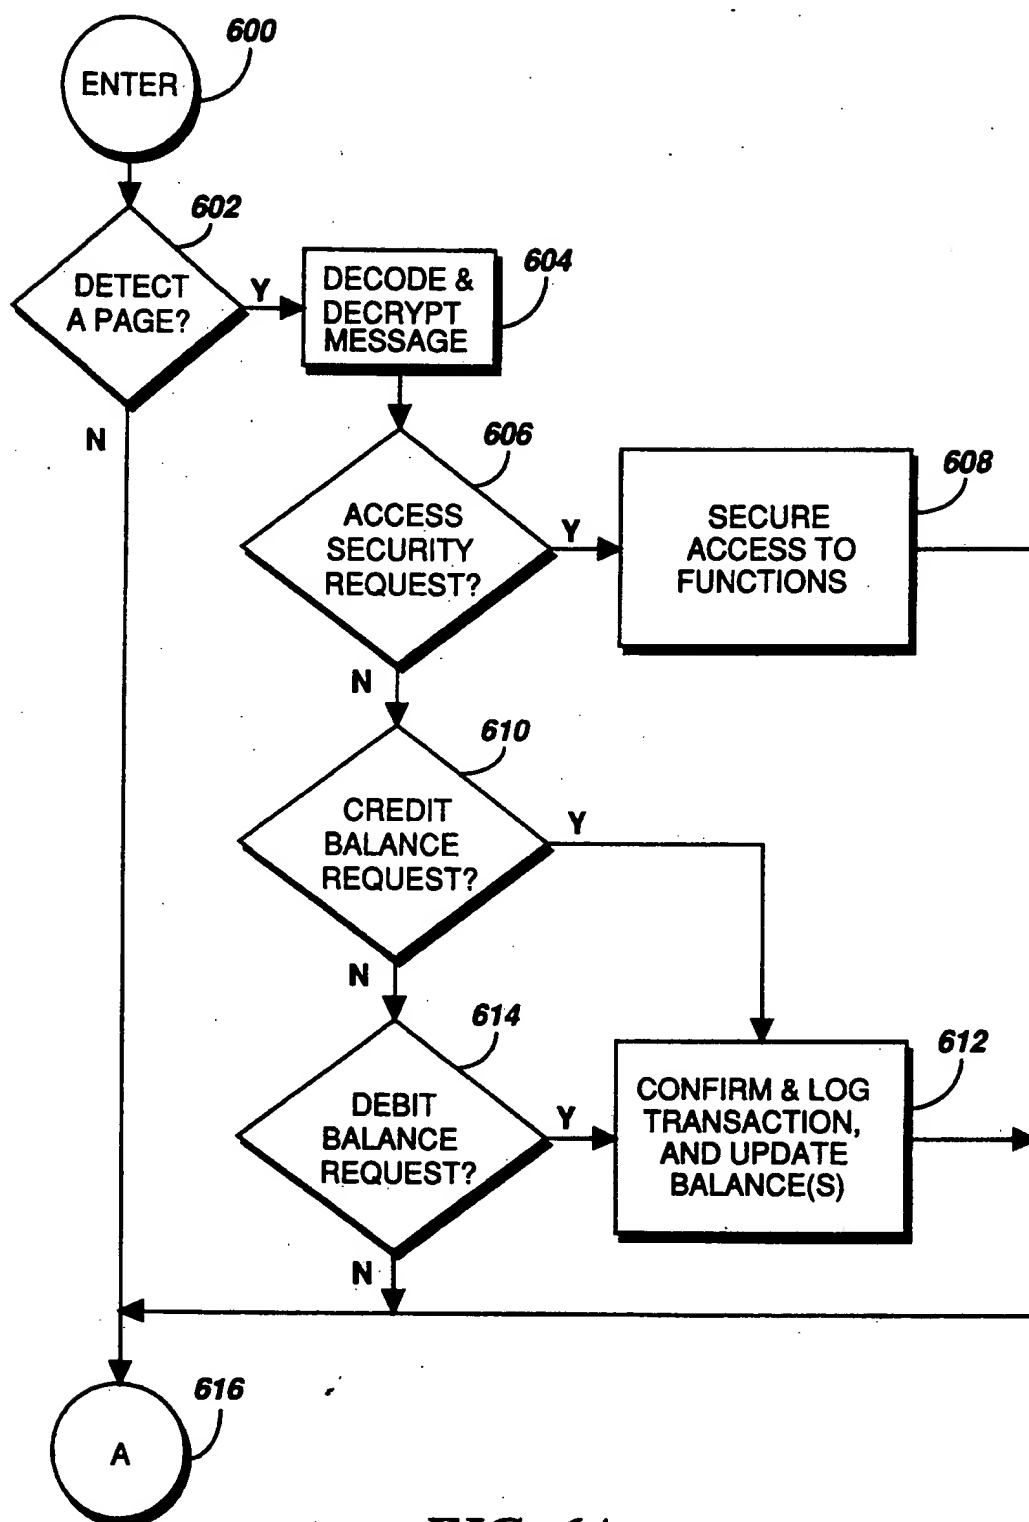 600
ENTER
602
DETECT
A PAGE?
Y
N
604
DECODE &
DECRYPT
MESSAGE
606
ACCESS
SECURITY
REQUEST?
Y
N
608
SECURE
ACCESS TO
FUNCTIONS
610
CREDIT
BALANCE
REQUEST?
Y
N
614
DEBIT
BALANCE
REQUEST?
Y
N
612
CONFIRM & LOG
TRANSACTION,
AND UPDATE
BALANCE(S)
616
A